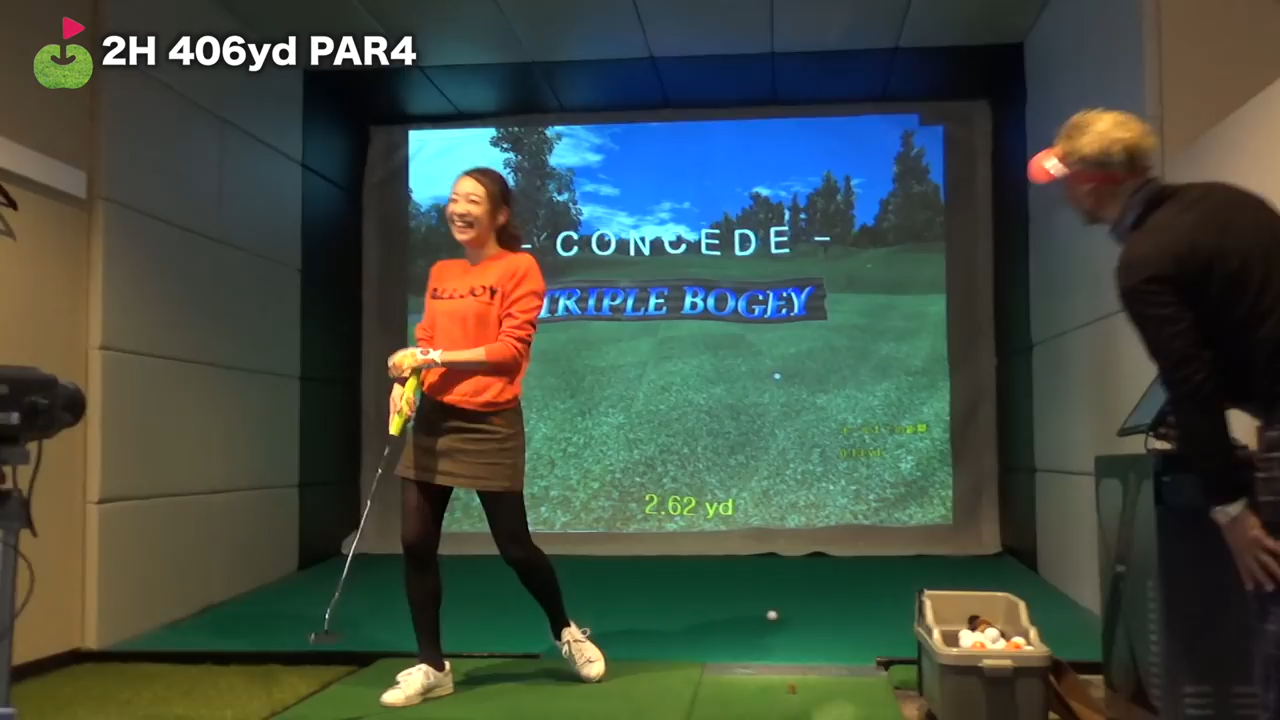 2H 406yd PAR4
- CONCEDE -
TRIPLE BOGEY
2.62 yd